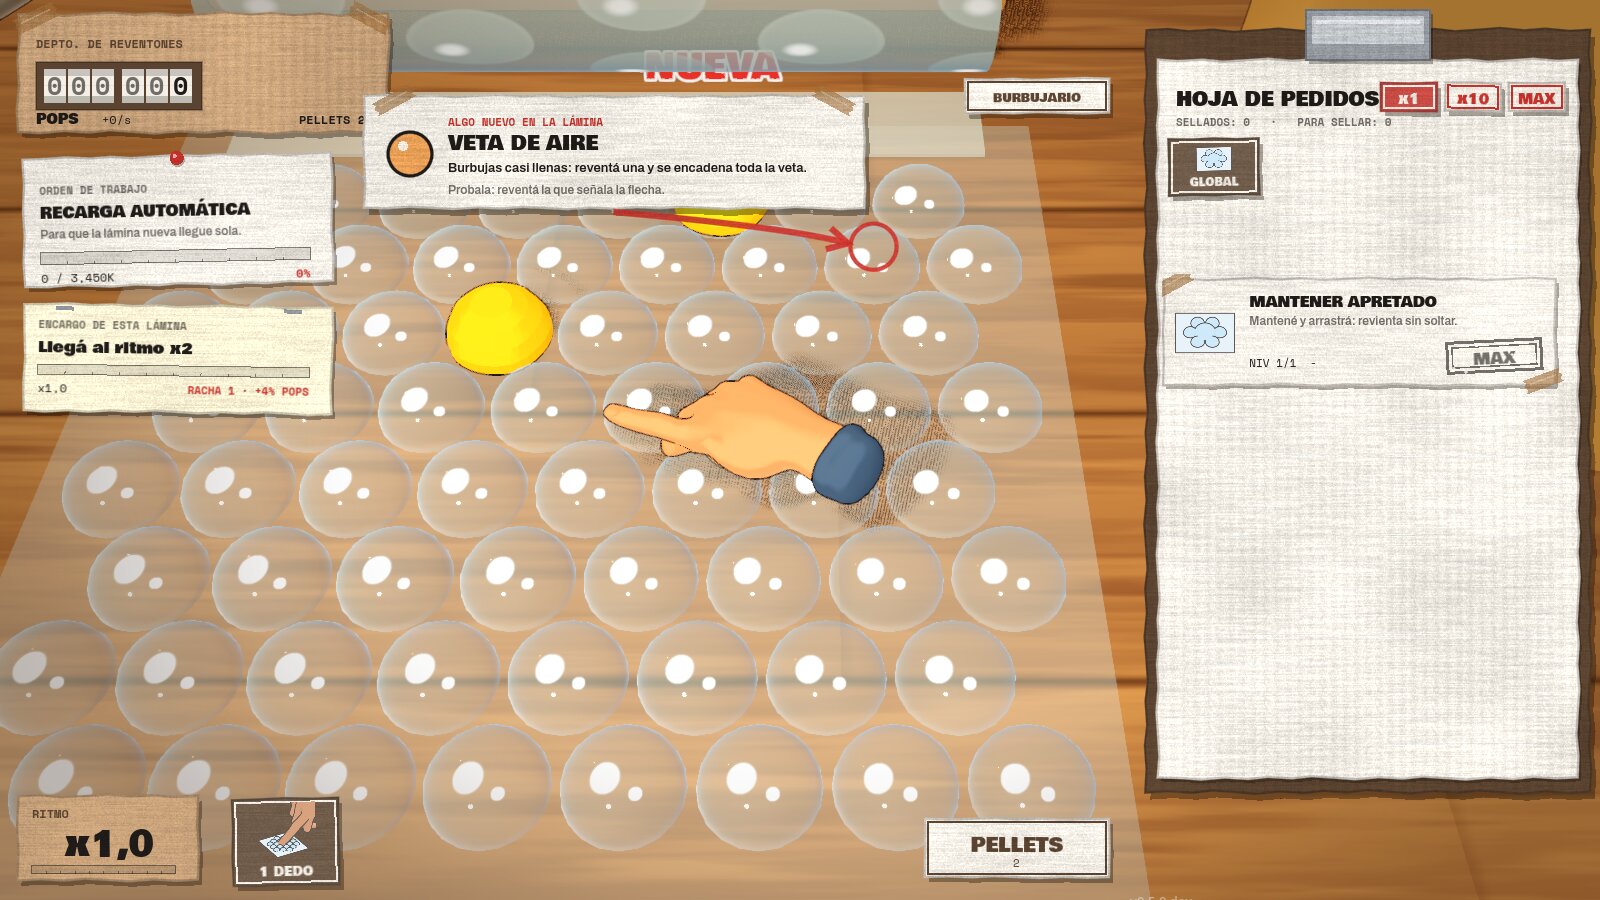 DEPTO. DE REVENTONES
000 000
POPS +0/s PELLETS 2
NUEVA
ALGO NUEVO EN LA LÁMINA
VETA DE AIRE
Burbujas casi llenas: reventá una y se encadena toda la veta.
Probala: reventá la que señala la flecha.
BURBUJARIO
ORDEN DE TRABAJO
RECARGA AUTOMÁTICA
Para que la lámina nueva llegue sola.
0 / 3.450K 0%
ENCARGO DE ESTA LÁMINA
Llegá al ritmo x2
x1,0 RACHA 1 · +4% POPS
HOJA DE PEDIDOS x1 x10 MAX
SELLADOS: 0 · PARA SELLAR: 0
GLOBAL
MANTENER APRETADO
Mantené y arrastrá: revienta sin soltar.
NIV 1/1 -
MAX
RITMO
x1,0
1 DEDO
PELLETS
2